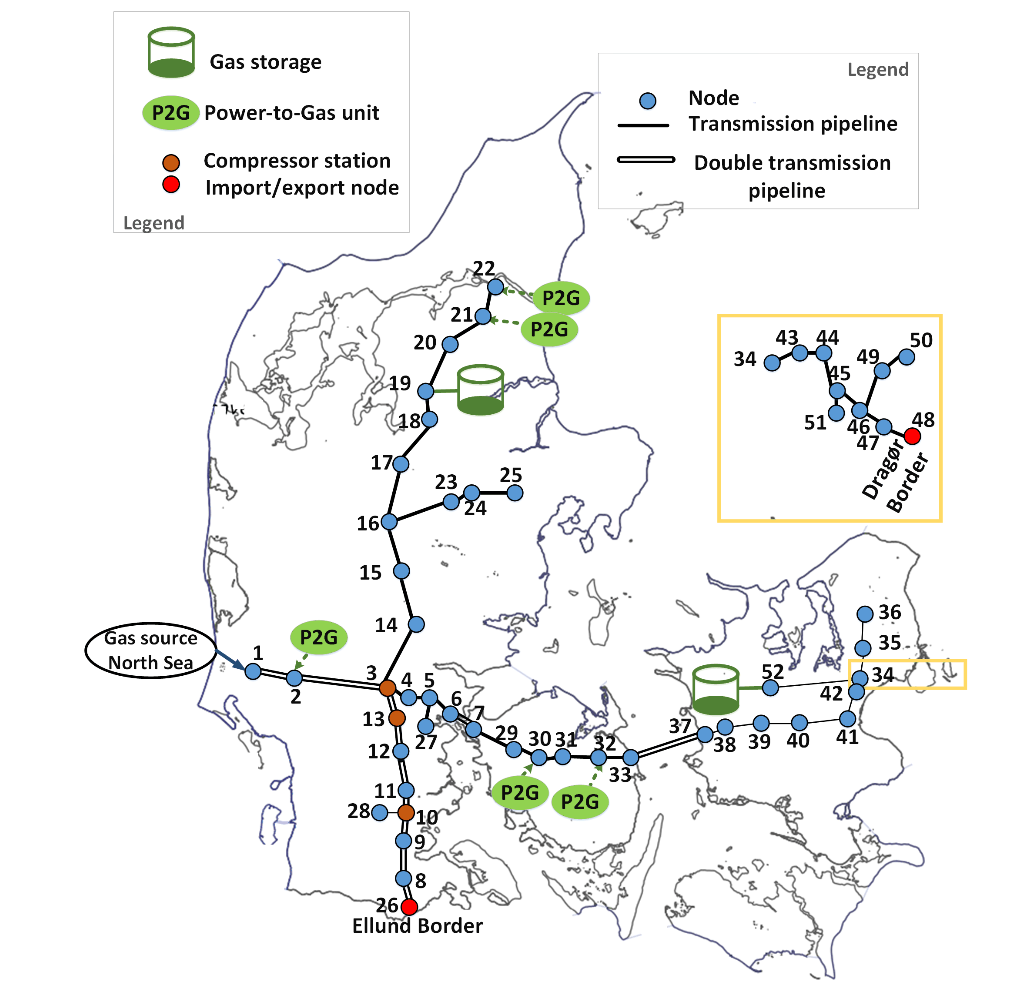 Gas storage
P2G Power-to-Gas unit
Compressor station
Import/export node
Legend
Legend
Node
Transmission pipeline
Double transmission
pipeline
22
P2G
21
P2G
20
19
18
17
23
25
24
16
15
14
43
44
50
34
49
45
51
46
48
47
Dragør
Border
Gas source
North Sea
P2G
1
2
3
4
5
6
7
13
27
12
29
30
31
32
33
11
28
10
P2G
P2G
9
8
26
Ellund Border
36
35
52
34
42
37
38
39
40
41